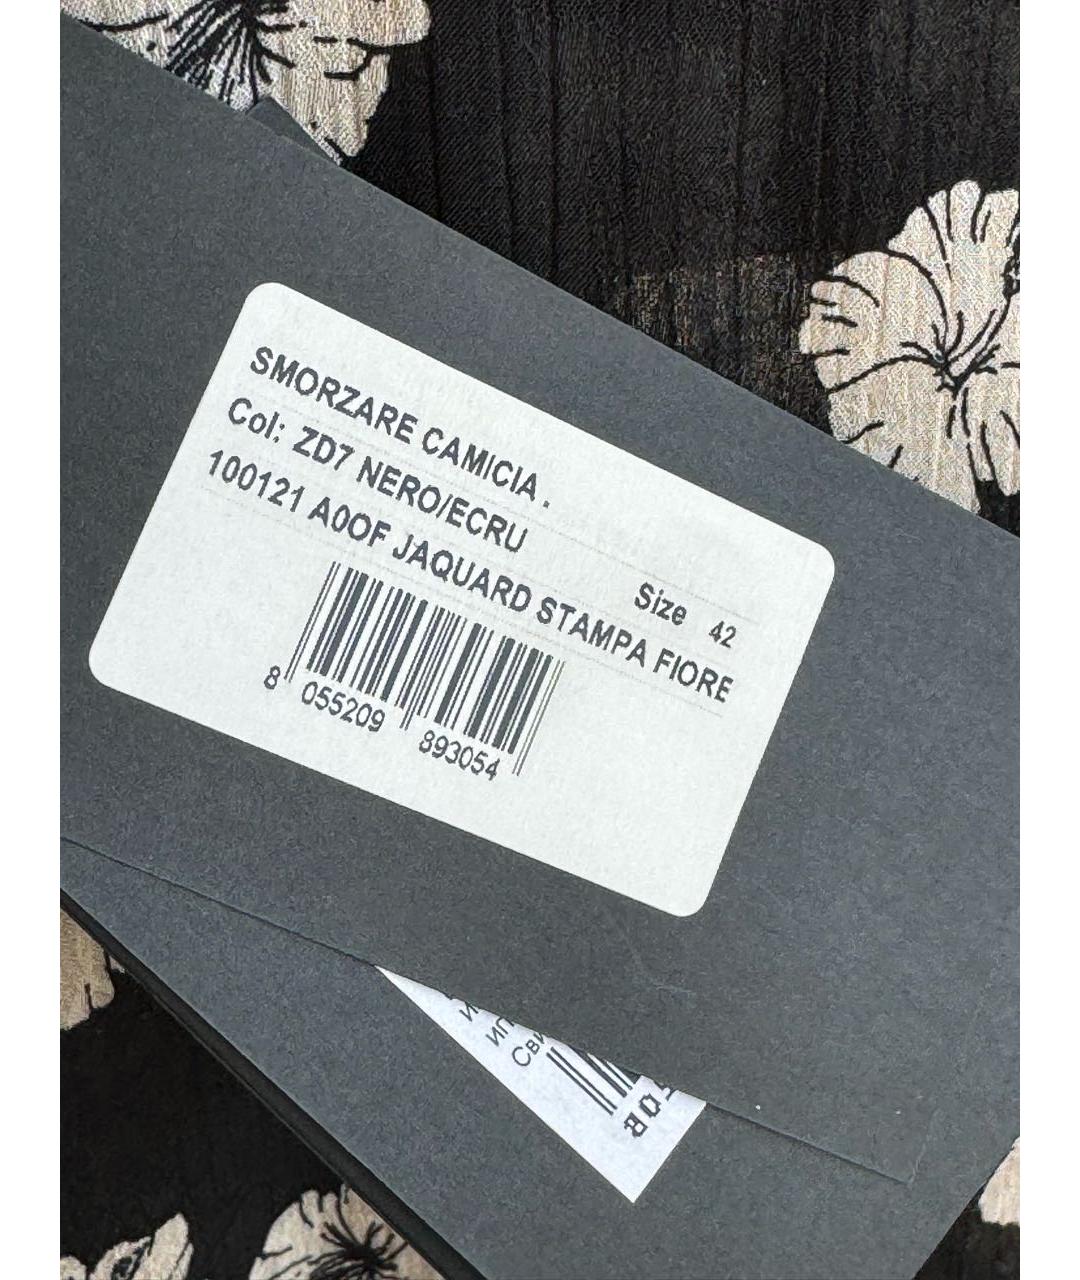 SMORZARE CAMICIA .
Col: ZD7 NERO/ECRU
Size 42
100121 A0OF JAQUARD STAMPA FIORE
8 055209 893054